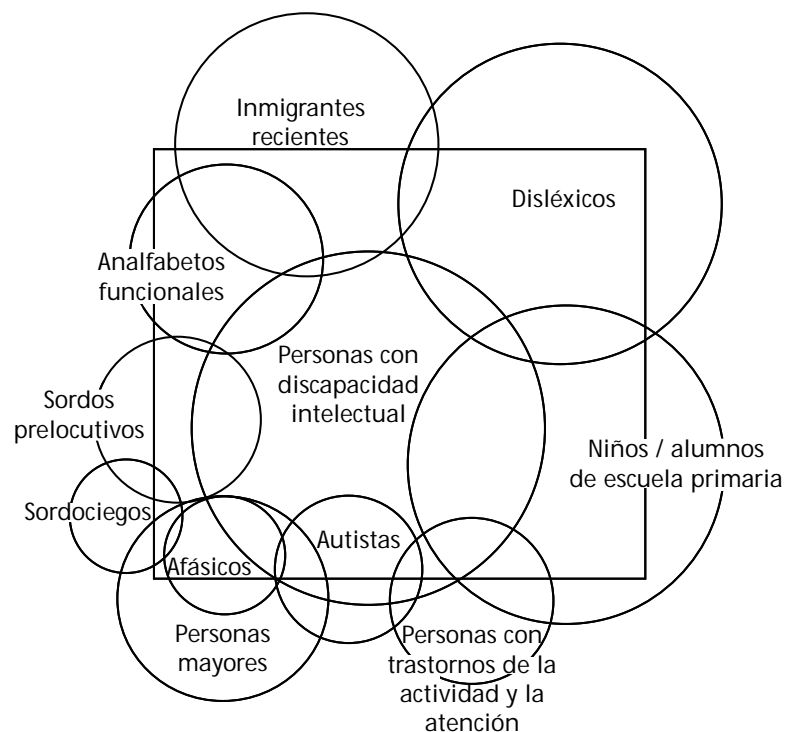 Inmigrantes
recientes
Disléxicos
Analfabetos
funcionales
Personas con
discapacidad
intelectual
Sordos
prelocutivos
Niños / alumnos
de escuela primaria
Sordociegos
Autistas
Afásicos
Personas
mayores
Personas con
trastornos de la
actividad y la
atención